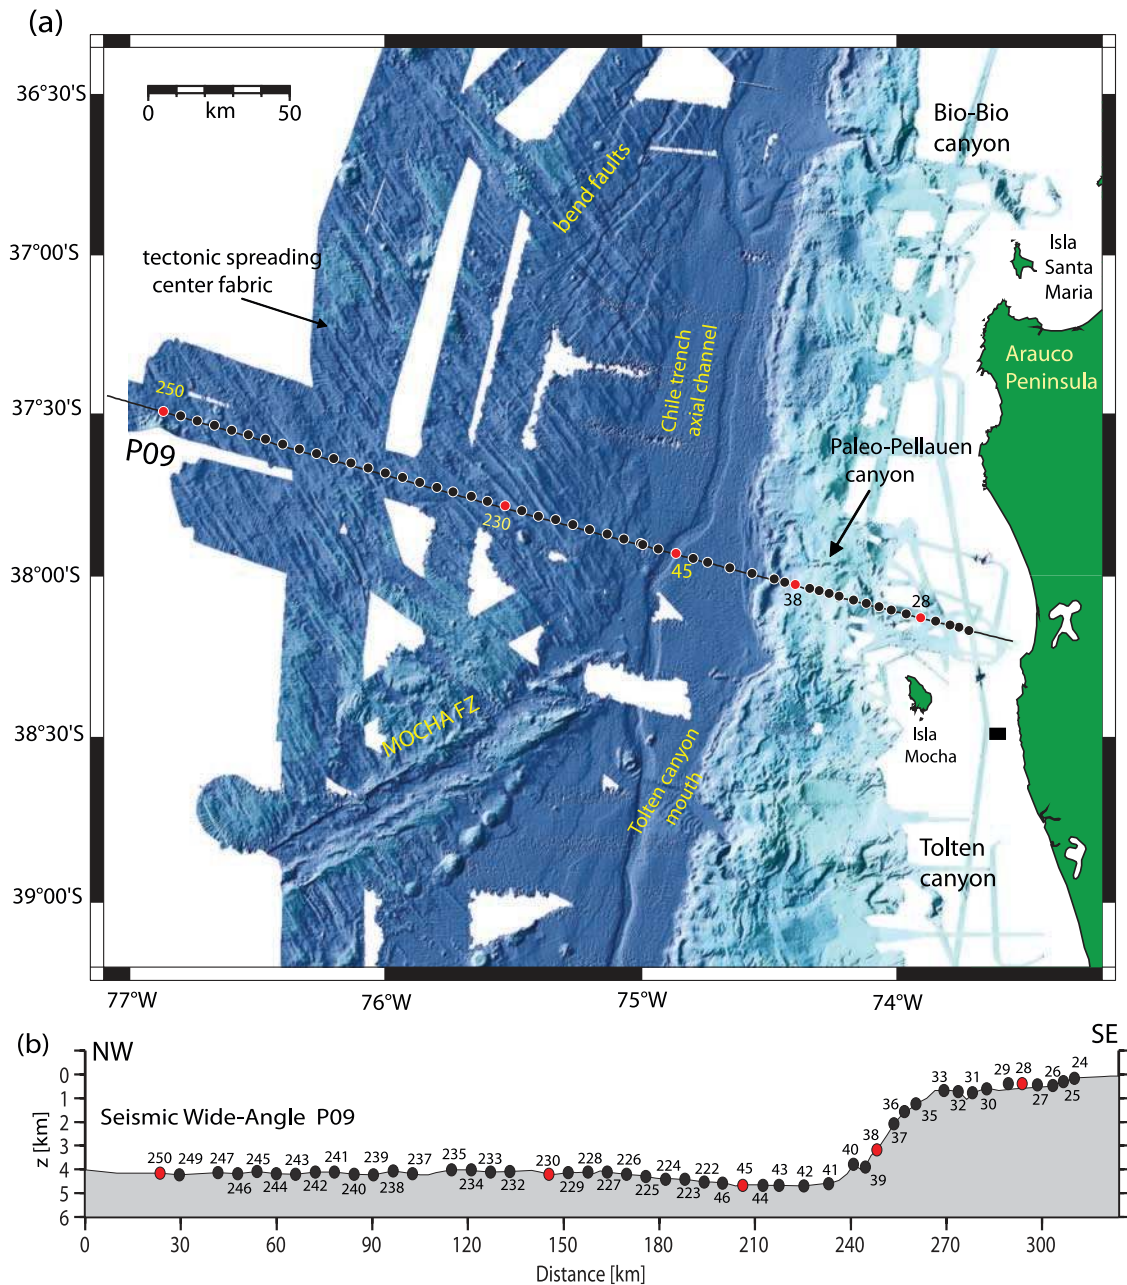 (a)
36°30'S
37°00'S
37°30'S
38°00'S
38°30'S
39°00'S
0 km 50
Bio-Bio
canyon
bend faults
Isla
Santa
Maria
tectonic spreading
center fabric
Arauco
Peninsula
Chile trench
axial channel
250
P09
Paleo-Pellauen
canyon
230
45
38
28
MOCHA FZ
Isla
Mocha
Tolten canyon
mouth
Tolten
canyon
77°W 76°W 75°W 74°W
(b)
NW
SE
Seismic Wide-Angle P09
z [km]
0
1
2
3
4
5
6
250 249 247 246 245 244 243 242 241 240 239 238 237 235 234 233 232 230 229 228 227 226 225 224 223 222 46 45 44 43 42 41 40 39 38 37 36 35 33 32 31 30 29 28 27 26 25 24
0 30 60 90 120 150 180 210 240 270 300
Distance [km]